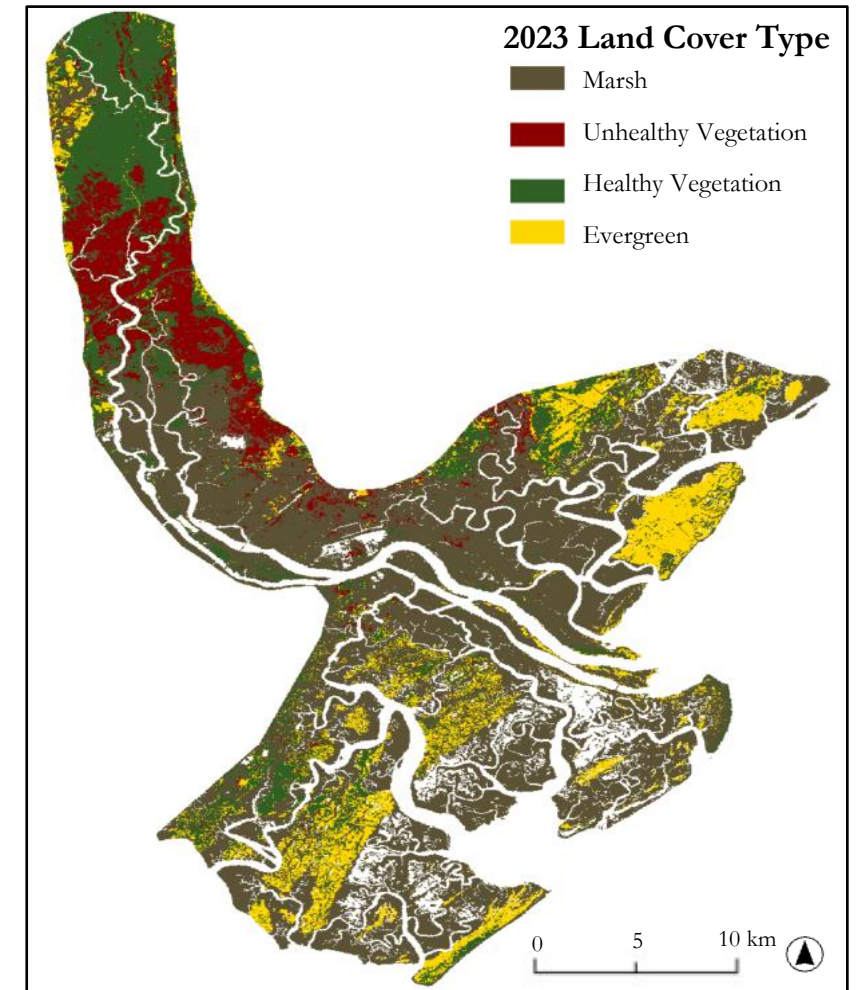 2023 Land Cover Type
Marsh
Unhealthy Vegetation
Healthy Vegetation
Evergreen
0 5 10 km